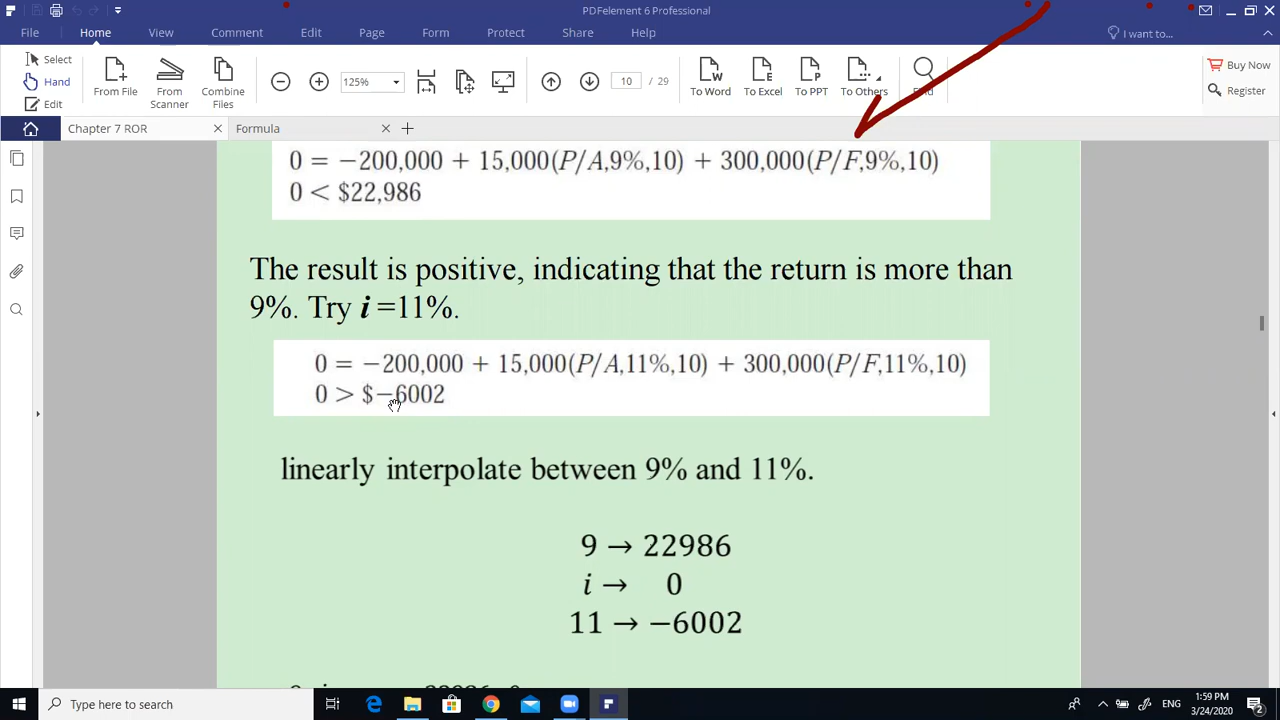 PDFelement 6 Professional
File Home View Comment Edit Page Form Protect Share Help I want to...
Select
Hand
Edit
From File
From Scanner
Combine Files
125%
10 / 29
To Word To Excel To PPT To Others
Buy Now
Register
Chapter 7 ROR Formula
0 = −200,000 + 15,000(P/A,9%,10) + 300,000(P/F,9%,10)
0 < $22,986
The result is positive, indicating that the return is more than
9%. Try i =11%.
0 = −200,000 + 15,000(P/A,11%,10) + 300,000(P/F,11%,10)
0 > $−6002
linearly interpolate between 9% and 11%.
9 → 22986
i → 0
11 → −6002
Type here to search
ENG
1:59 PM
3/24/2020
2